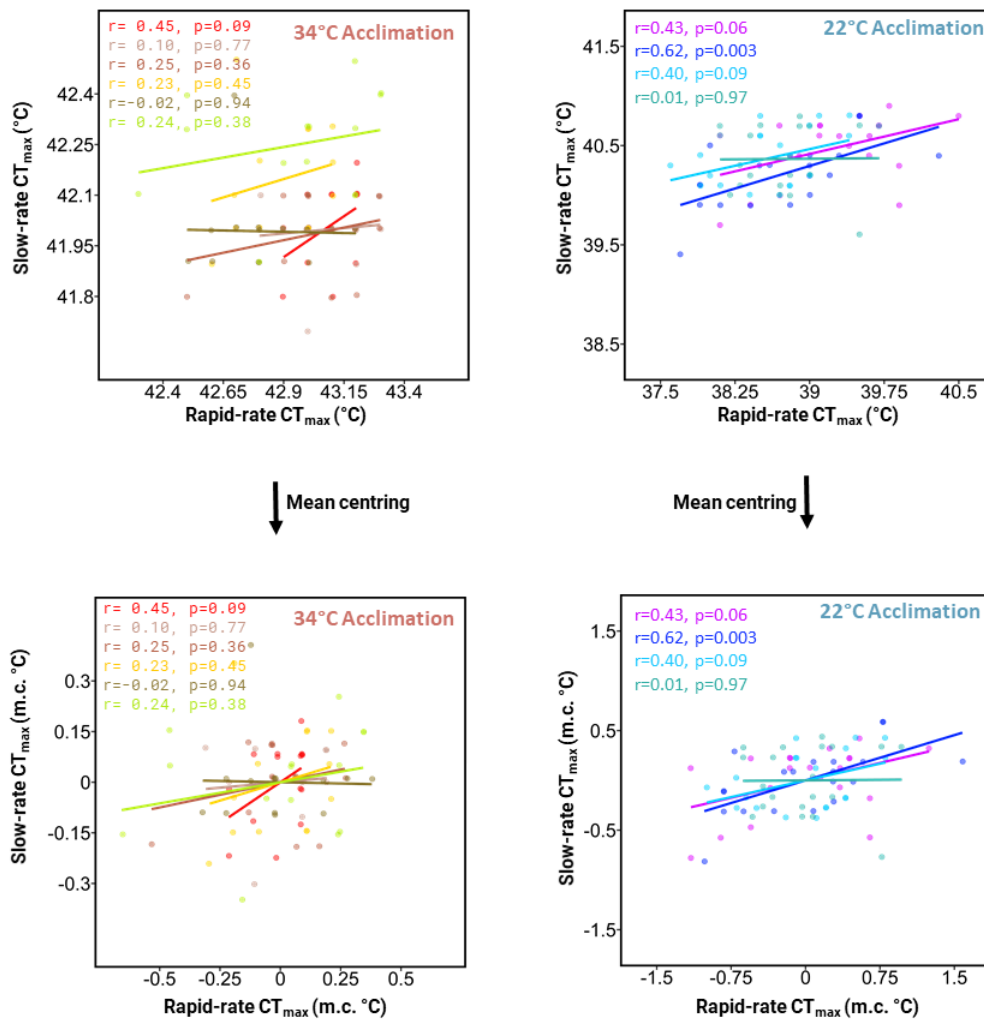 r= 0.45, p=0.09
r= 0.10, p=0.77
r= 0.25, p=0.36
r= 0.23, p=0.45
r=-0.02, p=0.94
r= 0.24, p=0.38
34°C Acclimation
Slow-rate CTmax (°C)
42.4
42.25
42.1
41.95
41.8
42.4 42.65 42.9 43.15 43.4
Rapid-rate CTmax (°C)
r=0.43, p=0.06
r=0.62, p=0.003
r=0.40, p=0.09
r=0.01, p=0.97
22°C Acclimation
Slow-rate CTmax (°C)
41.5
40.5
39.5
38.5
37.5 38.25 39 39.75 40.5
Rapid-rate CTmax (°C)
Mean centring
Mean centring
r= 0.45, p=0.09
r= 0.10, p=0.77
r= 0.25, p=0.36
r= 0.23, p=0.45
r=-0.02, p=0.94
r= 0.24, p=0.38
34°C Acclimation
Slow-rate CTmax (m.c. °C)
0.3
0.15
0
-0.15
-0.3
-0.5 -0.25 0 0.25 0.5
Rapid-rate CTmax (m.c. °C)
r=0.43, p=0.06
r=0.62, p=0.003
r=0.40, p=0.09
r=0.01, p=0.97
22°C Acclimation
Slow-rate CTmax (m.c. °C)
1.5
0.5
-0.5
-1.5
-1.5 -0.75 0 0.75 1.5
Rapid-rate CTmax (m.c. °C)